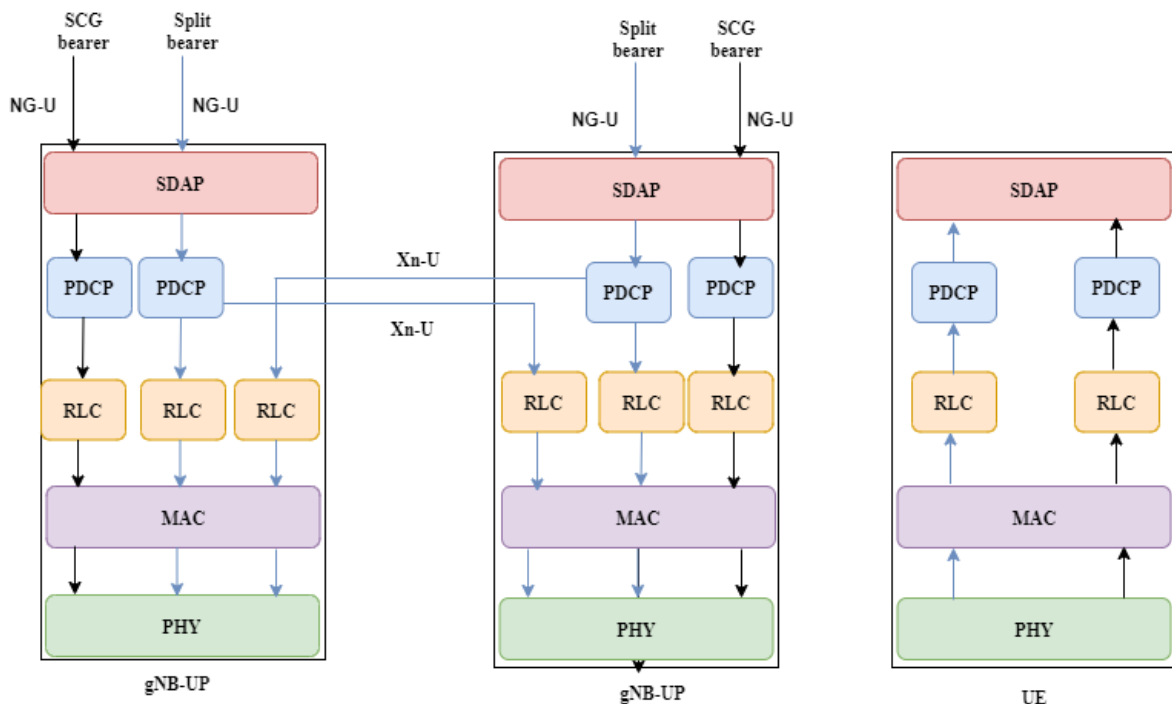 SCG
bearer
Split
bearer
Split
bearer
SCG
bearer
NG-U
NG-U
NG-U
NG-U
SDAP
SDAP
SDAP
Xn-U
PDCP
PDCP
PDCP
PDCP
PDCP
PDCP
Xn-U
RLC
RLC
RLC
RLC
RLC
RLC
RLC
RLC
MAC
MAC
MAC
PHY
PHY
PHY
gNB-UP
gNB-UP
UE